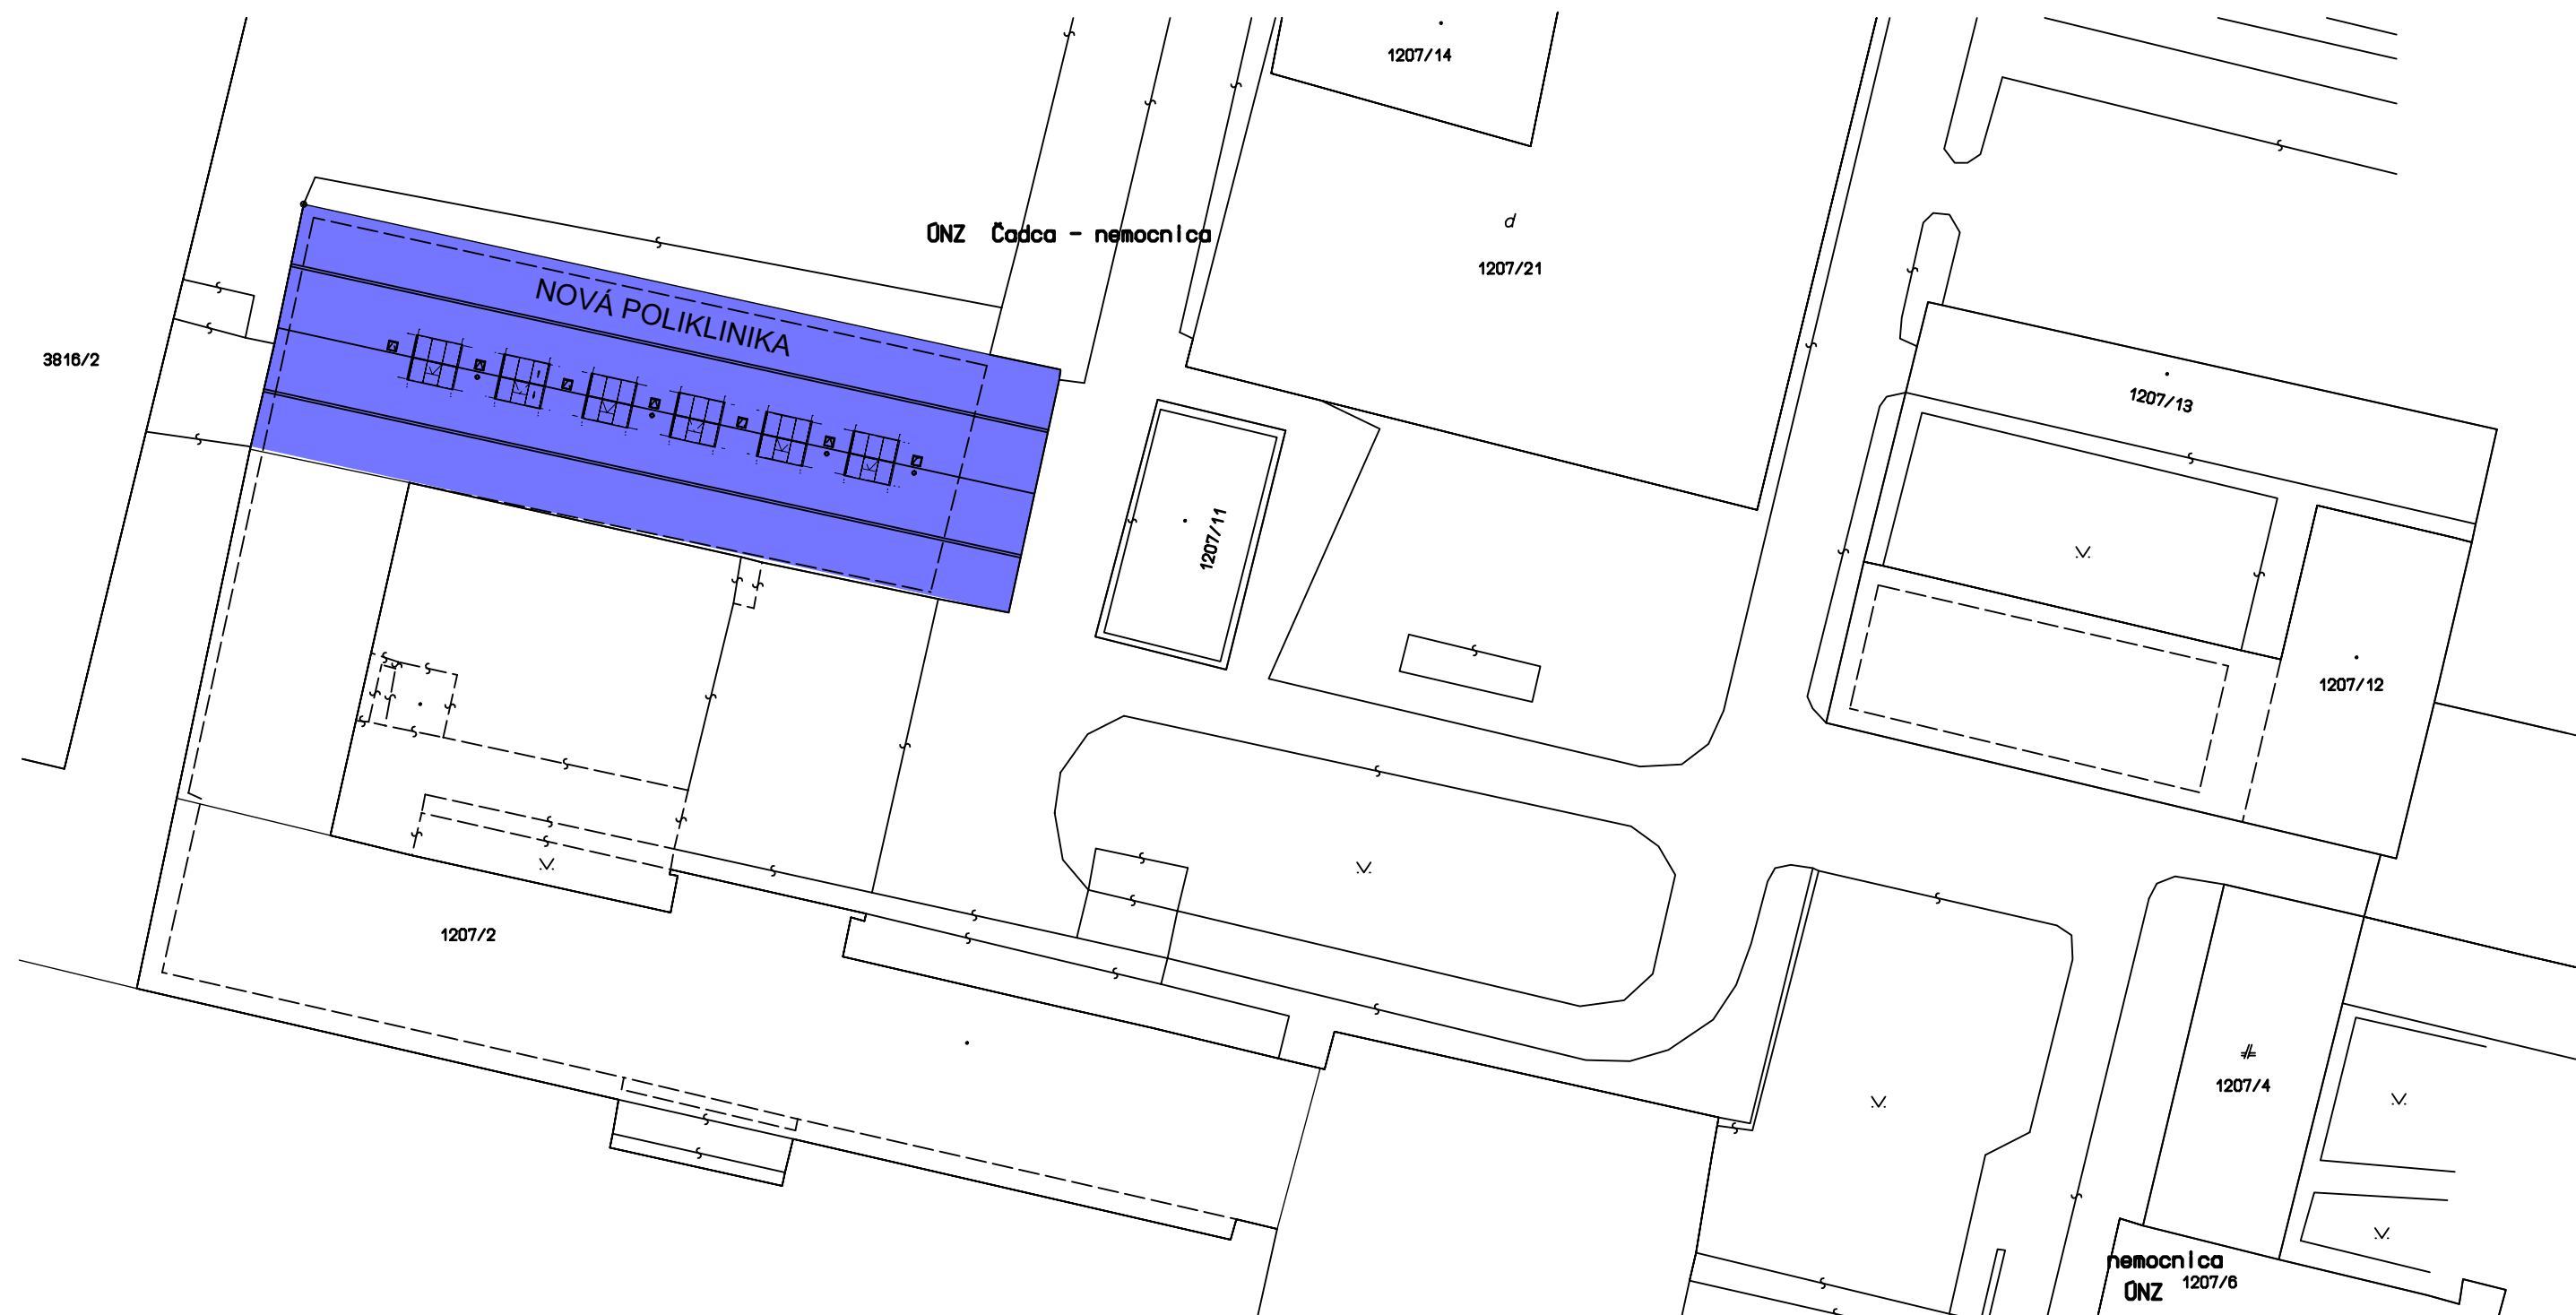 1207/14
ÚNZ Čadca - nemocnica
d
1207/21
NOVÁ POLIKLINIKA
3816/2
1207/13
1207/11
1207/12
1207/2
1207/4
nemocnica
ÚNZ 1207/6